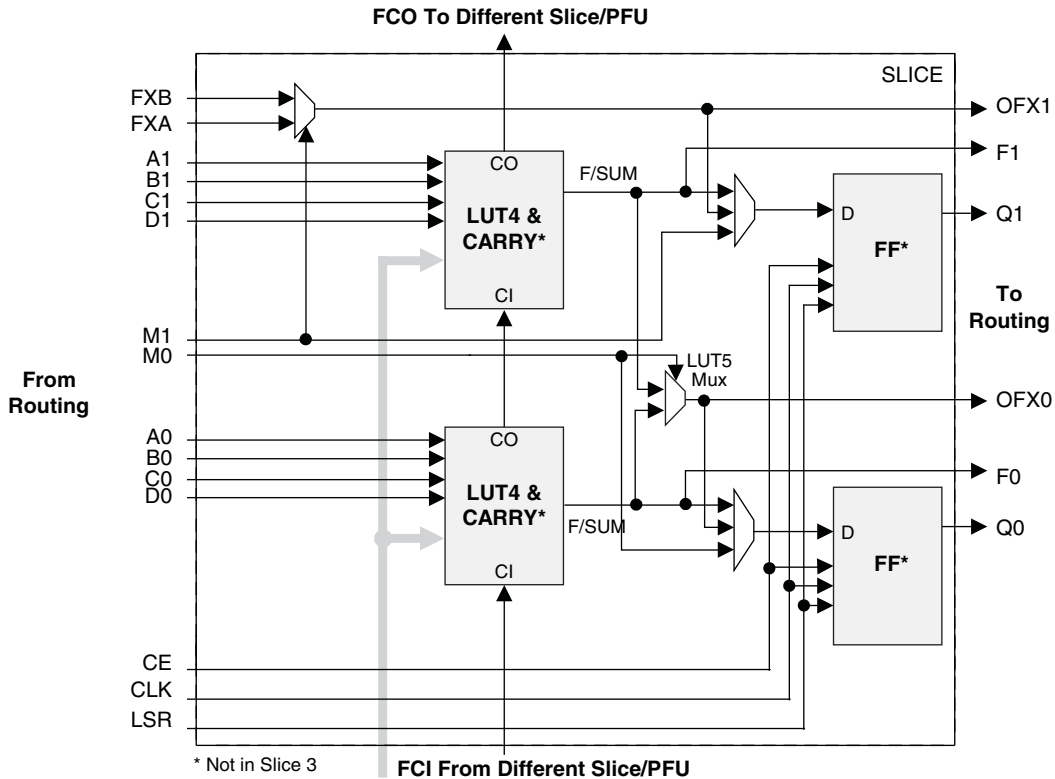 FCO To Different Slice/PFU
SLICE
FXB
FXA
OFX1
A1
B1
C1
D1
CO
F/SUM
F1
LUT4 &
CARRY*
D
FF*
Q1
CI
To
Routing
M1
M0
LUT5
Mux
From
Routing
OFX0
A0
B0
C0
D0
CO
F0
LUT4 &
CARRY*
F/SUM
D
FF*
Q0
CI
CE
CLK
LSR
* Not in Slice 3
FCI From Different Slice/PFU